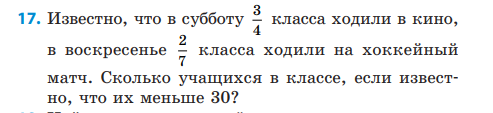 17. Известно, что в субботу 3/4 класса ходили в кино,
в воскресенье 2/7 класса ходили на хоккейный
матч. Сколько учащихся в классе, если извест-
но, что их меньше 30?